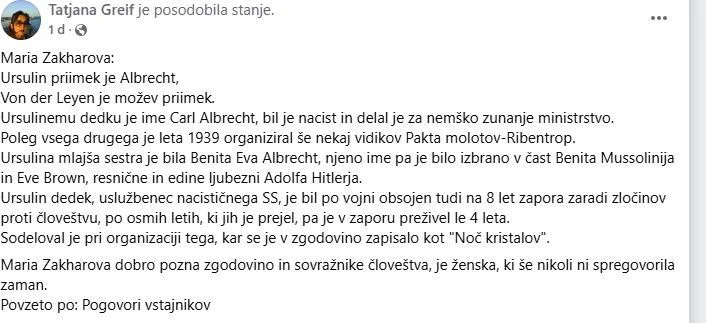 Tatjana Greif je posodobila stanje.
1 d ·
Maria Zakharova:
Ursulin priimek je Albrecht,
Von der Leyen je možev priimek.
Ursulinemu dedku je ime Carl Albrecht, bil je nacist in delal je za nemško zunanje ministrstvo.
Poleg vsega drugega je leta 1939 organiziral še nekaj vidikov Pakta molotov-Ribentrop.
Ursulina mlajša sestra je bila Benita Eva Albrecht, njeno ime pa je bilo izbrano v čast Benita Mussolinija
in Eve Brown, resnične in edine ljubezni Adolfa Hitlerja.
Ursulin dedek, uslužbenec nacističnega SS, je bil po vojni obsojen tudi na 8 let zapora zaradi zločinov
proti človeštvu, po osmih letih, ki jih je prejel, pa je v zaporu preživel le 4 leta.
Sodeloval je pri organizaciji tega, kar se je v zgodovino zapisalo kot "Noč kristalov".
Maria Zakharova dobro pozna zgodovino in sovražnike človeštva, je ženska, ki še nikoli ni spregovorila
zaman.
Povzeto po: Pogovori vstajnikov